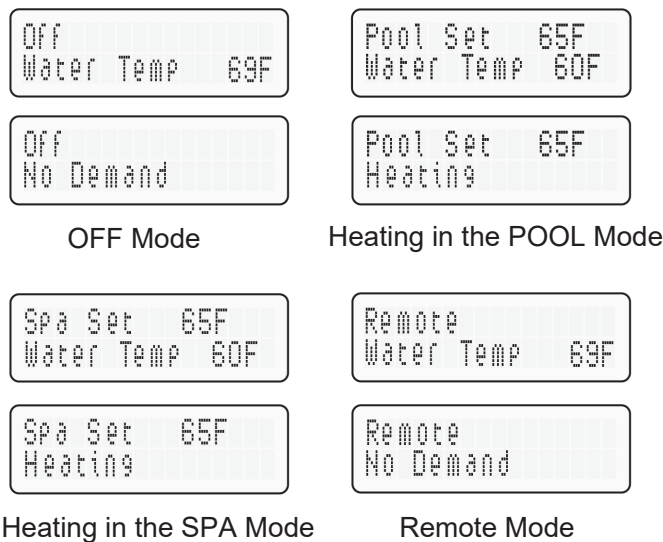 Off
Water Temp 69F
Off
No Demand
OFF Mode
Pool Set 65F
Water Temp 60F
Pool Set 65F
Heating
Heating in the POOL Mode
Spa Set 65F
Water Temp 60F
Spa Set 65F
Heating
Heating in the SPA Mode
Remote
Water Temp 69F
Remote
No Demand
Remote Mode